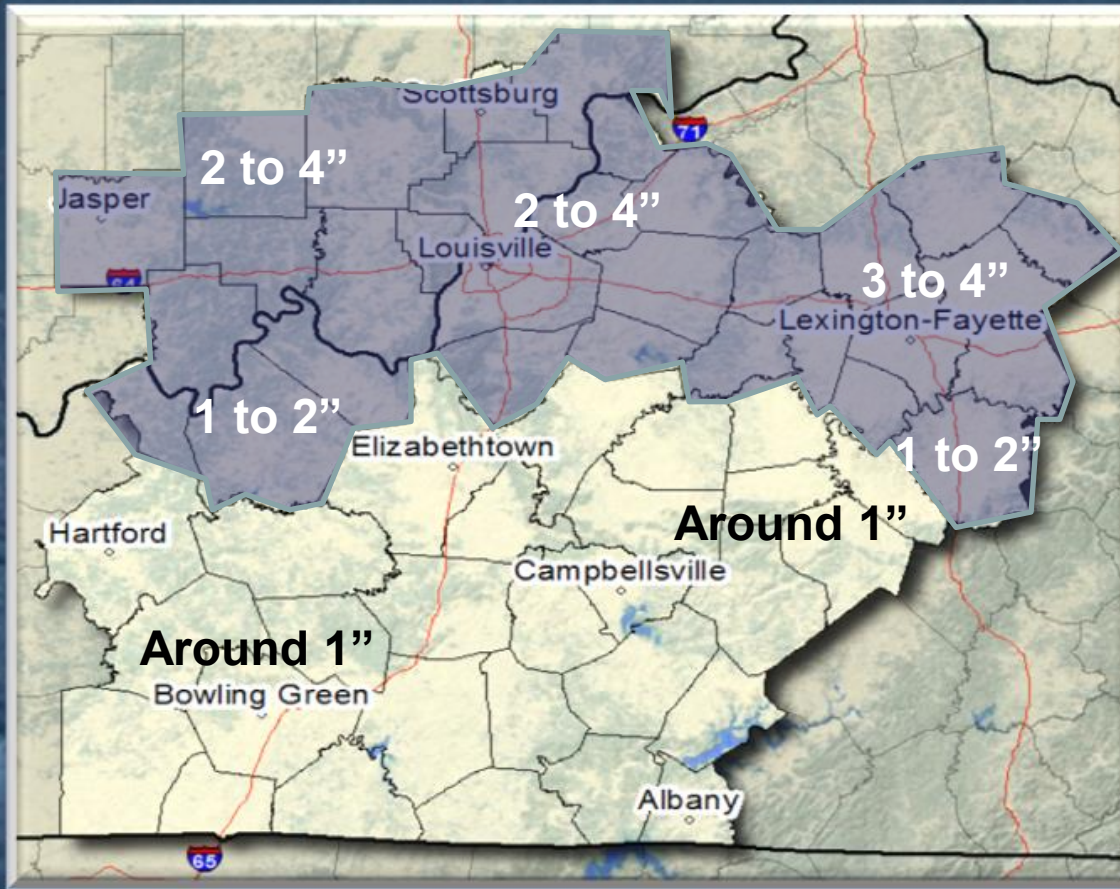 Scottsburg
71
2 to 4”
Jasper
2 to 4”
Louisville
64
3 to 4”
Lexington-Fayette
1 to 2”
Elizabethtown
1 to 2”
Around 1”
Hartford
Campbellsville
Around 1”
Bowling Green
Albany
65